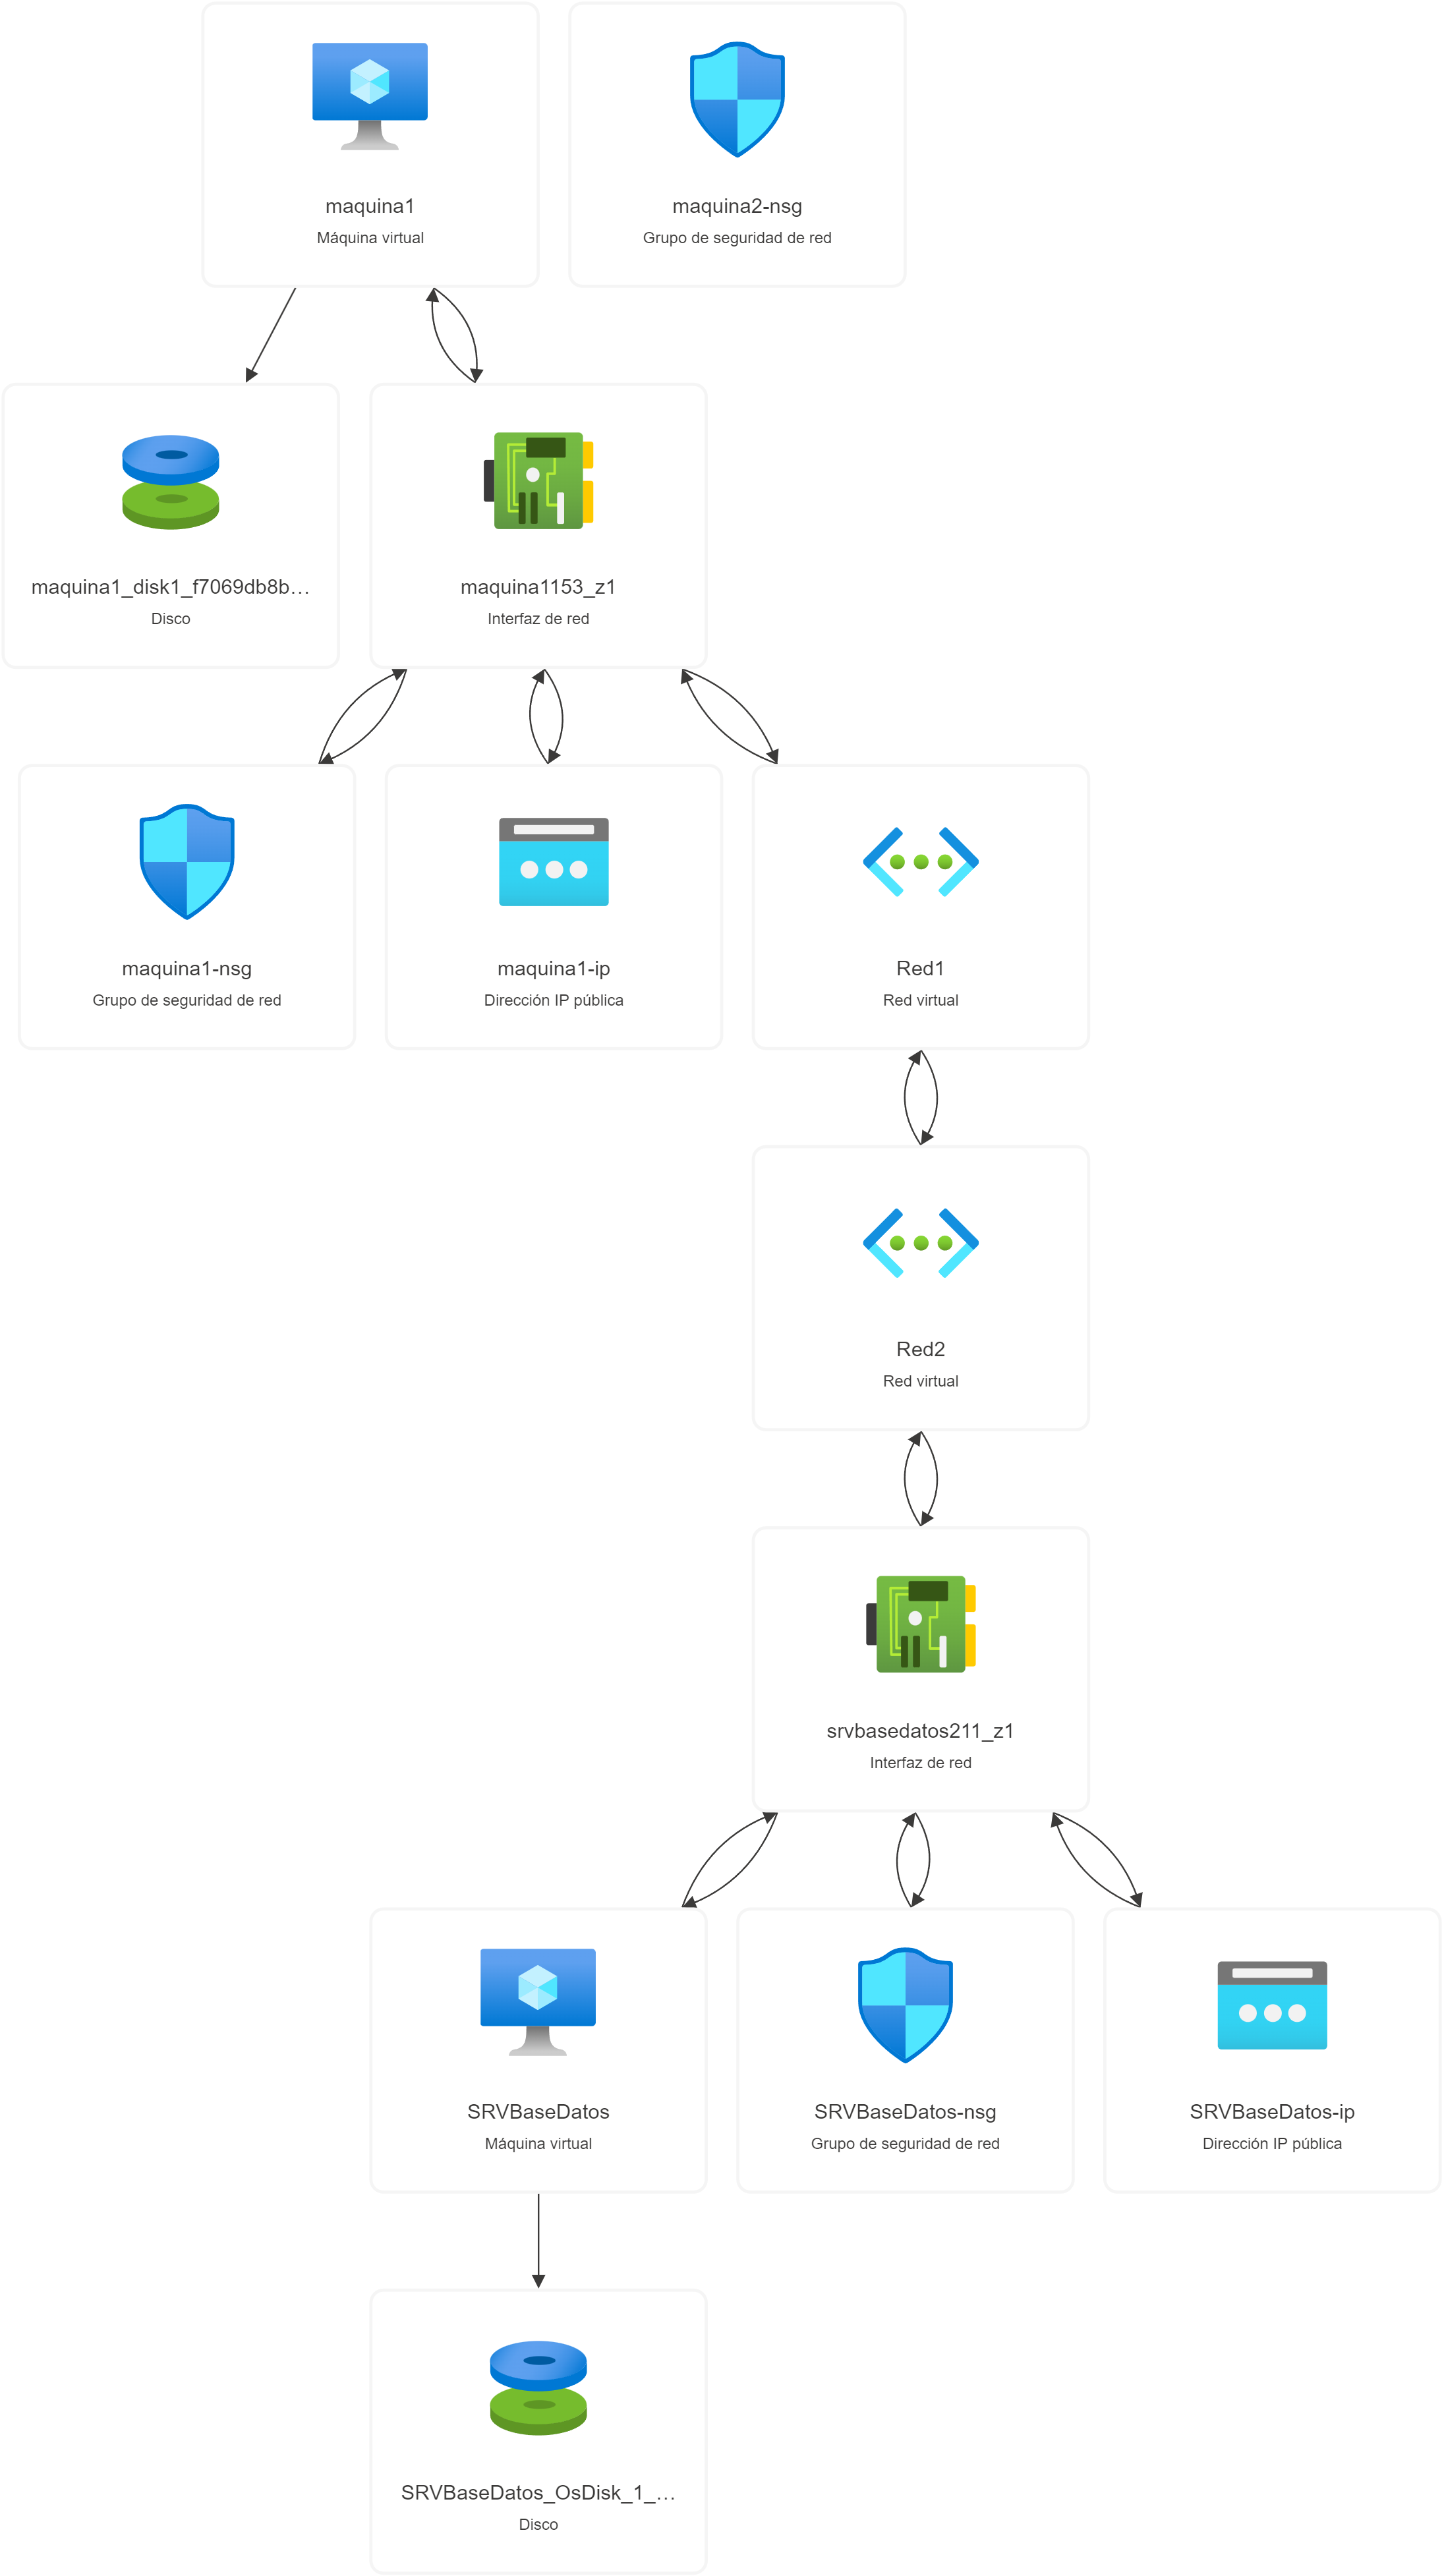 maquina1
Máquina virtual
maquina2-nsg
Grupo de seguridad de red
maquina1_disk1_f7069db8b...
Disco
maquina1153_z1
Interfaz de red
maquina1-nsg
Grupo de seguridad de red
maquina1-ip
Dirección IP pública
Red1
Red virtual
Red2
Red virtual
srvbasedatos211_z1
Interfaz de red
SRVBaseDatos
Máquina virtual
SRVBaseDatos-nsg
Grupo de seguridad de red
SRVBaseDatos-ip
Dirección IP pública
SRVBaseDatos_OsDisk_1_...
Disco